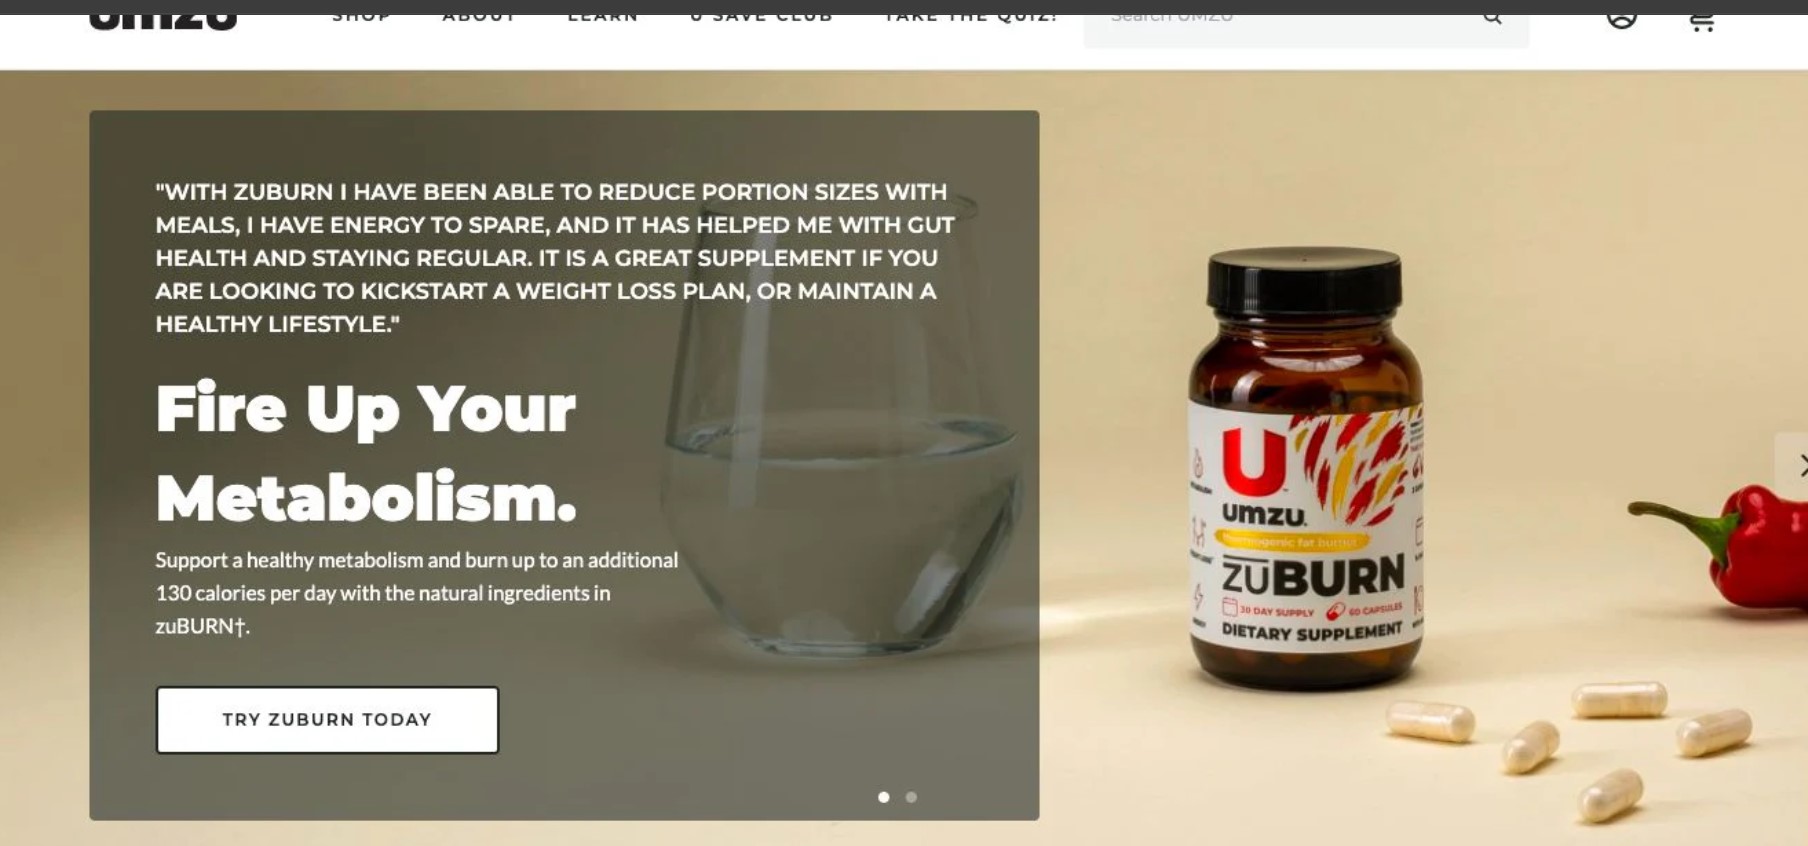 umzu
SHOP ABOUT LEARN U SAVE CLUB TAKE THE QUIZ!
Search UMZU
"WITH ZUBURN I HAVE BEEN ABLE TO REDUCE PORTION SIZES WITH
MEALS, I HAVE ENERGY TO SPARE, AND IT HAS HELPED ME WITH GUT
HEALTH AND STAYING REGULAR. IT IS A GREAT SUPPLEMENT IF YOU
ARE LOOKING TO KICKSTART A WEIGHT LOSS PLAN, OR MAINTAIN A
HEALTHY LIFESTYLE."
Fire Up Your
Metabolism.
Support a healthy metabolism and burn up to an additional
130 calories per day with the natural ingredients in
zuBURN†.
TRY ZUBURN TODAY
U
umzu
thermogenic fat burner
zuBURN
30 DAY SUPPLY 60 CAPSULES
DIETARY SUPPLEMENT